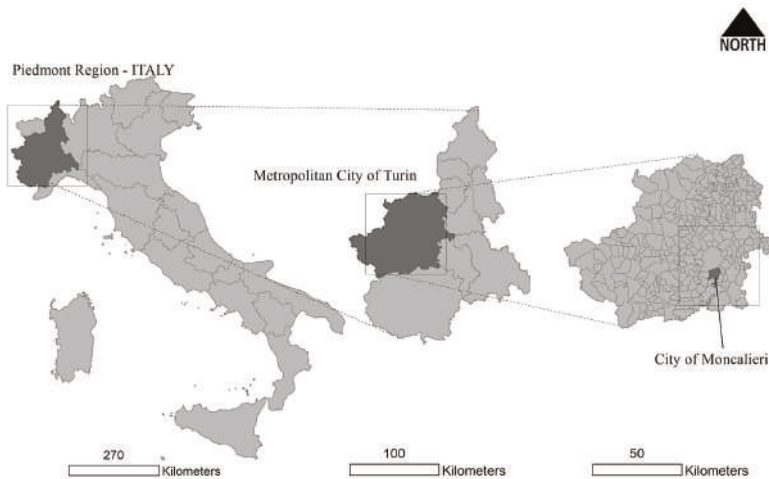 NORTH
Piedmont Region - ITALY
Metropolitan City of Turin
City of Moncalieri
270
Kilometers
100
Kilometers
50
Kilometers